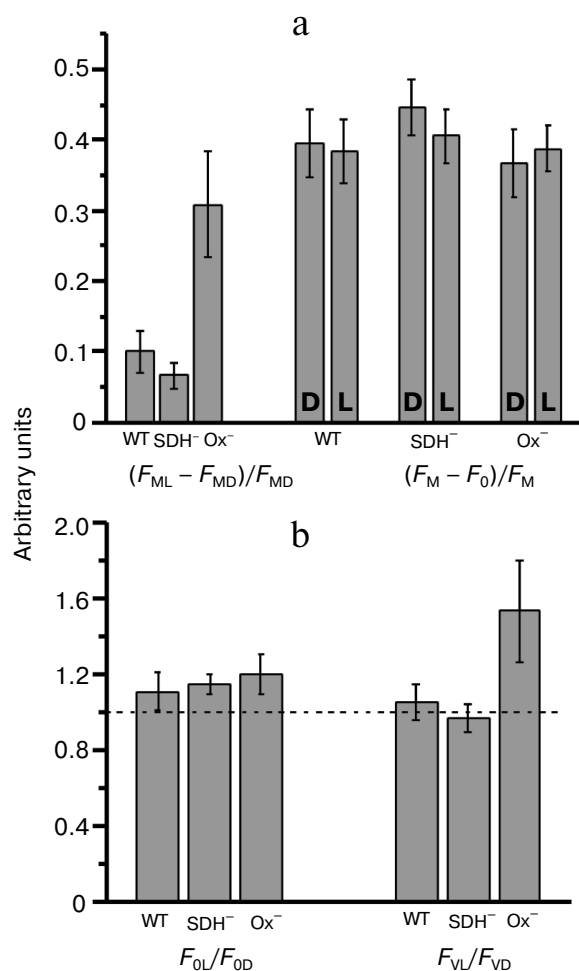 a
0.5
0.4
0.3
0.2
0.1
0
D L D L D L
WT SDH⁻ Ox⁻ WT SDH⁻ Ox⁻
(F_ML – F_MD)/F_MD (F_M – F_0)/F_M
Arbitrary units
b
2.0
1.6
1.2
0.8
0.4
0
WT SDH⁻ Ox⁻ WT SDH⁻ Ox⁻
F_0L/F_0D F_VL/F_VD